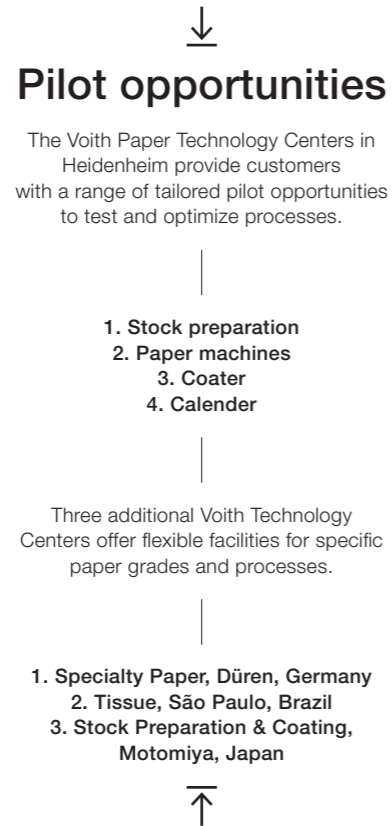 Pilot opportunities
The Voith Paper Technology Centers in
Heidenheim provide customers
with a range of tailored pilot opportunities
to test and optimize processes.
1. Stock preparation
2. Paper machines
3. Coater
4. Calender
Three additional Voith Technology
Centers offer flexible facilities for specific
paper grades and processes.
1. Specialty Paper, Düren, Germany
2. Tissue, São Paulo, Brazil
3. Stock Preparation & Coating,
Motomiya, Japan